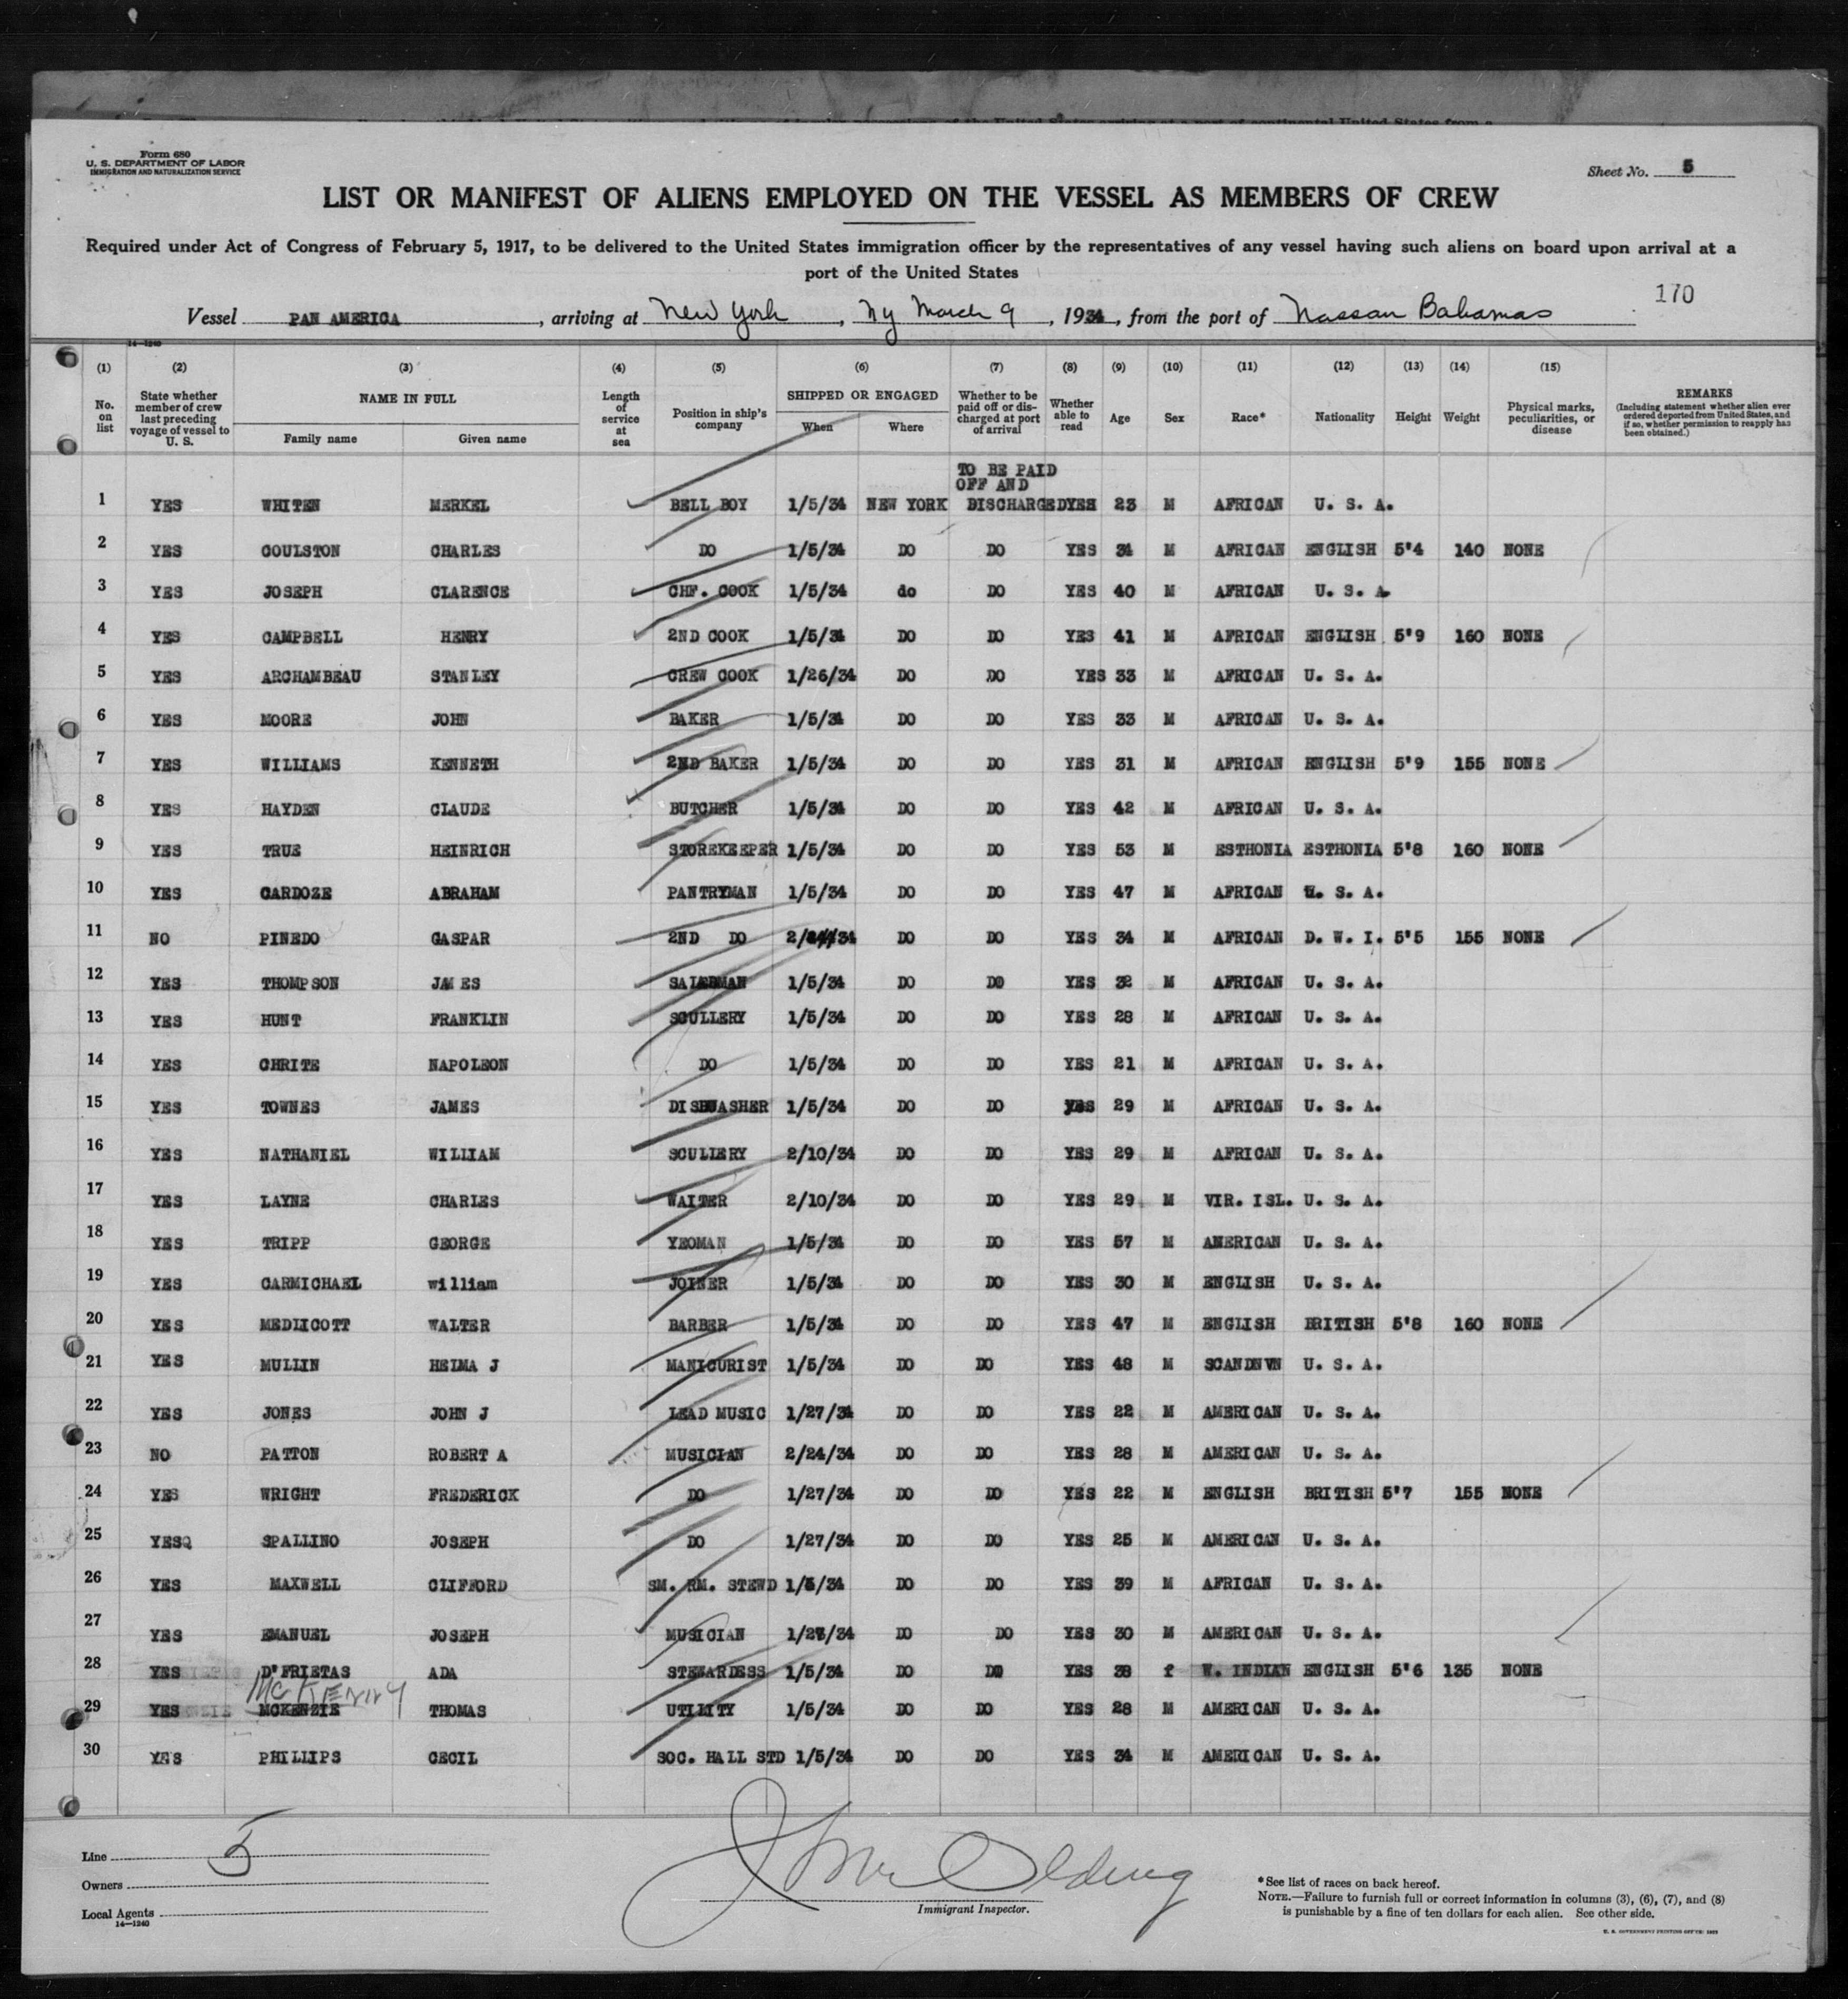 Form 680
U. S. DEPARTMENT OF LABOR
IMMIGRATION AND NATURALIZATION SERVICE
Sheet No. 5
LIST OR MANIFEST OF ALIENS EMPLOYED ON THE VESSEL AS MEMBERS OF CREW
Required under Act of Congress of February 5, 1917, to be delivered to the United States immigration officer by the representatives of any vessel having such aliens on board upon arrival at a
port of the United States
170
Vessel PAN AMERICA, arriving at New York, Ny March 9, 1934, from the port of Nassau Bahamas
14—1240
(1) (2) (3) (4) (5) (6) (7) (8) (9) (10) (11) (12) (13) (14) (15)
No. on list
State whether member of crew last preceding voyage of vessel to U. S.
NAME IN FULL
Family name Given name
Length of service at sea
Position in ship's company
SHIPPED OR ENGAGED
When Where
Whether to be paid off or discharged at port of arrival
Whether able to read
Age
Sex
Race*
Nationality
Height
Weight
Physical marks, peculiarities, or disease
REMARKS
(Including statement whether alien ever ordered deported from United States, and if so, whether permission to reapply has been obtained.)
TO BE PAID
OFF AND
1 YES WHITEN MERKEL BELL BOY 1/5/34 NEW YORK DISCHARGED YES 23 M AFRICAN U. S. A.
2 YES COULSTON CHARLES DO 1/5/34 DO DO YES 34 M AFRICAN ENGLISH 5'4 140 NONE
3 YES JOSEPH CLARENCE CHF. COOK 1/5/34 do DO YES 40 M AFRICAN U. S. A
4 YES CAMPBELL HENRY 2ND COOK 1/5/34 DO DO YES 41 M AFRICAN ENGLISH 5'9 160 NONE
5 YES ARCHAMBEAU STANLEY CREW COOK 1/26/34 DO DO YES 33 M AFRICAN U. S. A.
6 YES MOORE JOHN BAKER 1/5/34 DO DO YES 33 M AFRICAN U. S. A.
7 YES WILLIAMS KENNETH 2ND BAKER 1/5/34 DO DO YES 31 M AFRICAN ENGLISH 5'9 155 NONE
8 YES HAYDEN CLAUDE BUTCHER 1/5/34 DO DO YES 42 M AFRICAN U. S. A.
9 YES TRUE HEINRICH STOREKEEPER 1/5/34 DO DO YES 53 M ESTHONIA ESTHONIA 5'8 160 NONE
10 YES CARDOZE ABRAHAM PANTRYMAN 1/5/34 DO DO YES 47 M AFRICAN U. S. A.
11 NO PINEDO GASPAR 2ND DO DO DO YES 34 M AFRICAN D. W. I. 5'5 155 NONE
12 YES THOMPSON JAMES 1/5/34 DO DO YES 32 M AFRICAN U. S. A.
13 YES HUNT FRANKLIN SCULLERY 1/5/34 DO DO YES 28 M AFRICAN U. S. A.
14 YES CHRITE NAPOLEON DO 1/5/34 DO DO YES 21 M AFRICAN U. S. A.
15 YES TOWNES JAMES DISHWASHER 1/5/34 DO DO yes 29 M AFRICAN U. S. A.
16 YES NATHANIEL WILLIAM SCULLERY 2/10/34 DO DO YES 29 M AFRICAN U. S. A.
17 YES LAYNE CHARLES WAITER 2/10/34 DO DO YES 29 M VIR. ISL. U. S. A.
18 YES TRIPP GEORGE YEOMAN 1/5/34 DO DO YES 57 M AMERICAN U. S. A.
19 YES CARMICHAEL william JOINER 1/5/34 DO DO YES 30 M ENGLISH U. S. A.
20 YES MEDLICOTT WALTER BARBER 1/5/34 DO DO YES 47 M ENGLISH BRITISH 5'8 160 NONE
21 YES MULLIN HELMA J MANICURIST 1/5/34 DO DO YES 48 M SCANDNVN U. S. A.
22 YES JONES JOHN J LEAD MUSIC 1/27/34 DO DO YES 22 M AMERICAN U. S. A.
23 NO PATTON ROBERT A MUSICIAN 2/24/34 DO DO YES 28 M AMERICAN U. S. A.
24 YES WRIGHT FREDERICK DO 1/27/34 DO DO YES 22 M ENGLISH BRITISH 5'7 155 NONE
25 YESQ SPALLINO JOSEPH DO 1/27/34 DO DO YES 25 M AMERICAN U. S. A.
26 YES MAXWELL CLIFFORD SM. RM. STEWD 1/5/34 DO DO YES 39 M AFRICAN U. S. A.
27 YES EMANUEL JOSEPH MUSICIAN 1/27/34 DO DO YES 30 M AMERICAN U. S. A.
28 YES D'FRIETAS ADA STEWARDESS 1/5/34 DO DO YES 38 f W. INDIAN ENGLISH 5'6 135 NONE
McKENNY
29 YES MCKENZIE THOMAS UTILITY 1/5/34 DO DO YES 28 M AMERICAN U. S. A.
30 YES PHILLIPS CECIL SOC. HALL STD 1/5/34 DO DO YES 34 M AMERICAN U. S. A.
Line 5
Owners
Local Agents
14—1240
Immigrant Inspector.
*See list of races on back hereof.
NOTE.—Failure to furnish full or correct information in columns (3), (6), (7), and (8)
is punishable by a fine of ten dollars for each alien. See other side.